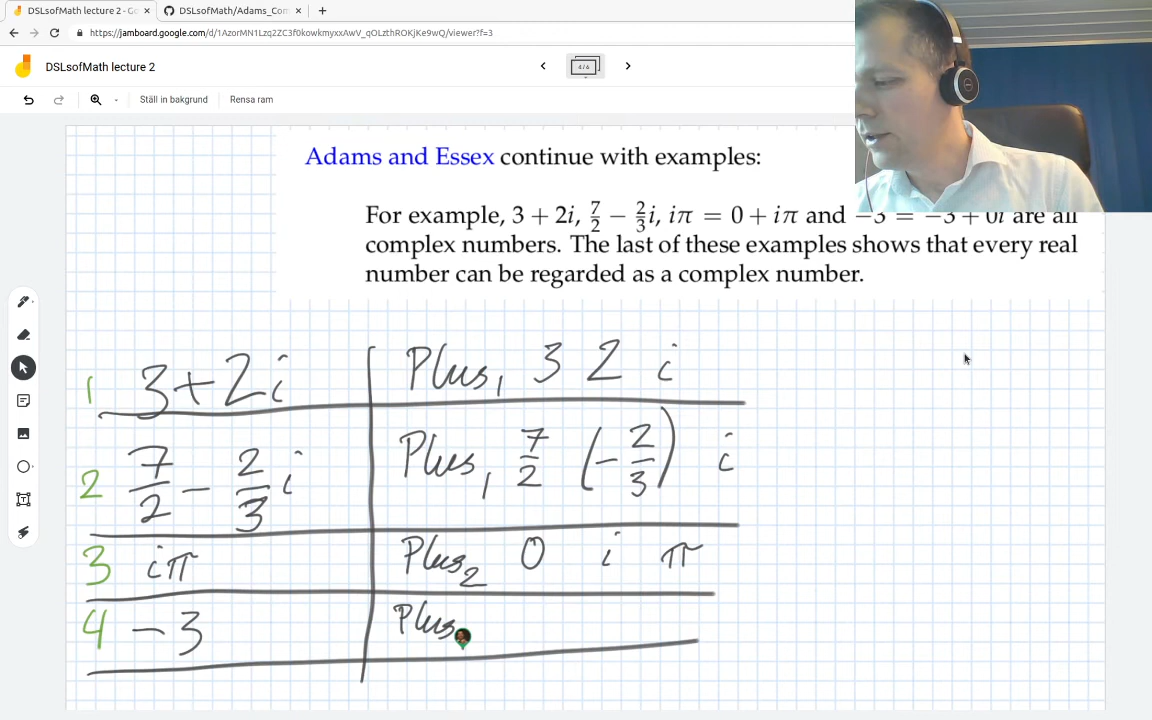 DSLsofMath lecture 2 - Go
DSLsofMath/Adams_Con
https://jamboard.google.com/d/1AzorMN1Lzq2ZC3f0kowkmyxxAwV_qOLzthROKjKe9wQ/viewer?f=3
DSLsofMath lecture 2
4/6
Ställ in bakgrund
Rensa ram
Adams and Essex continue with examples:
For example, 3 + 2i, 7/2 − 2/3 i, iπ = 0 + iπ and −3 = −3 + 0i are all
complex numbers. The last of these examples shows that every real
number can be regarded as a complex number.
1 3+2i Plus₁ 3 2 i
2 7/2 − 2/3 i Plus₁ 7/2 (−2/3) i
3 iπ Plus₂ 0 i π
4 −3 Plus